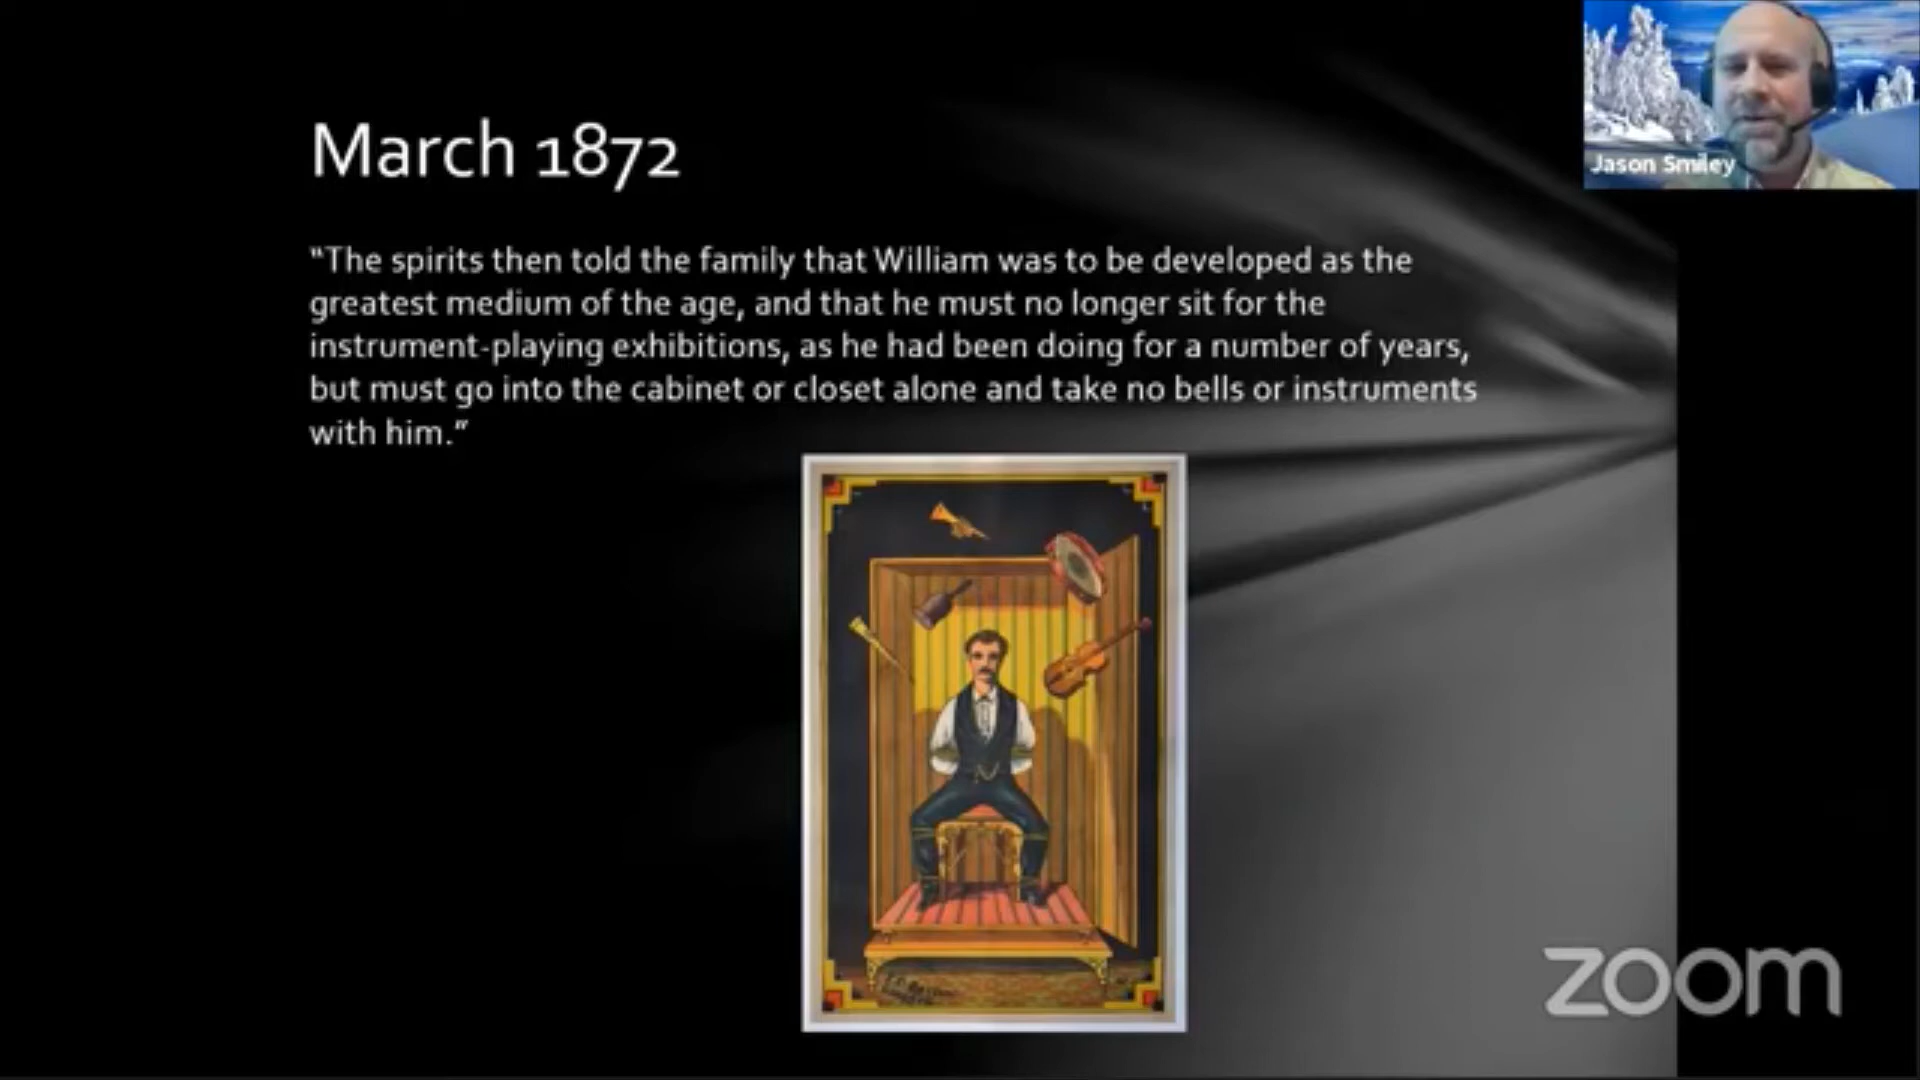 Jason Smiley
March 1872
“The spirits then told the family that William was to be developed as the
greatest medium of the age, and that he must no longer sit for the
instrument-playing exhibitions, as he had been doing for a number of years,
but must go into the cabinet or closet alone and take no bells or instruments
with him.”
zoom